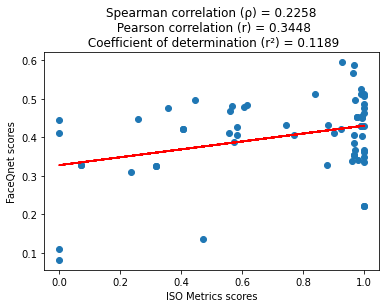 Spearman correlation (ρ) = 0.2258
Pearson correlation (r) = 0.3448
Coefficient of determination (r²) = 0.1189
0.6
0.5
0.4
0.3
0.2
0.1
FaceQnet scores
0.0 0.2 0.4 0.6 0.8 1.0
ISO Metrics scores